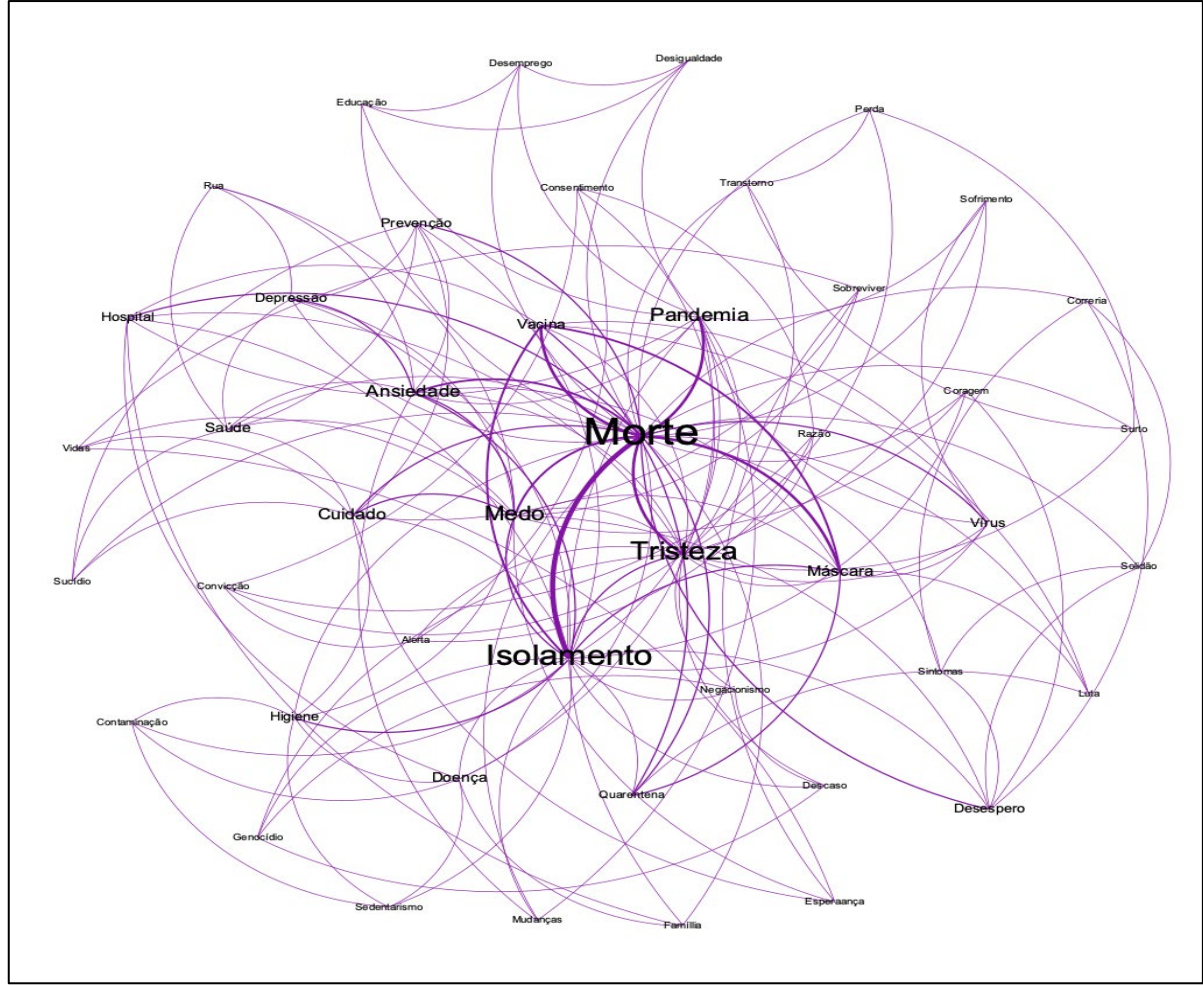 Desemprego
Desigualdade
Educação
Perda
Rua
Consentimento
Transtorno
Sofrimento
Prevenção
Sobreviver
Depressão
Correria
Hospital
Vacina
Pandemia
Ansiedade
Coragem
Saúde
Morte
Razão
Surto
Vidas
Cuidado
Medo
Vírus
Tristeza
Máscara
Solidão
Sucídio
Convicção
Alerta
Isolamento
Sintomas
Negacionismo
Luta
Contaminação
Higiene
Doença
Quarentena
Descaso
Desespero
Genocídio
Sedentarismo
Mudanças
Famíllia
Esperaança